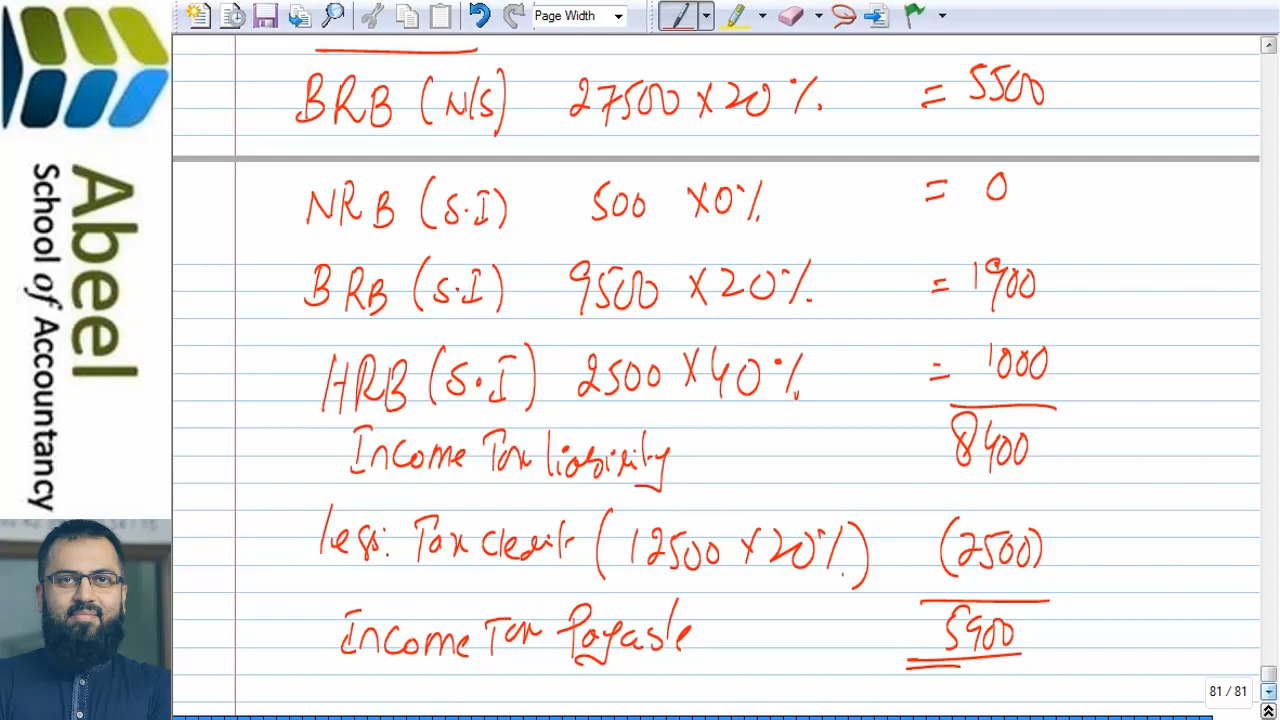 Page Width
BRB (N/S) 27500 × 20% = 5500
NRB (S.I) 500 × 0% = 0
BRB (S.I) 9500 × 20% = 1900
HRB (S.I) 2500 × 40% = 1000
Income Tax liability 8400
less: Tax credit (12500 × 20%) (2500)
Income Tax Payable 5900
Abeel
School of Accountancy
81 / 81